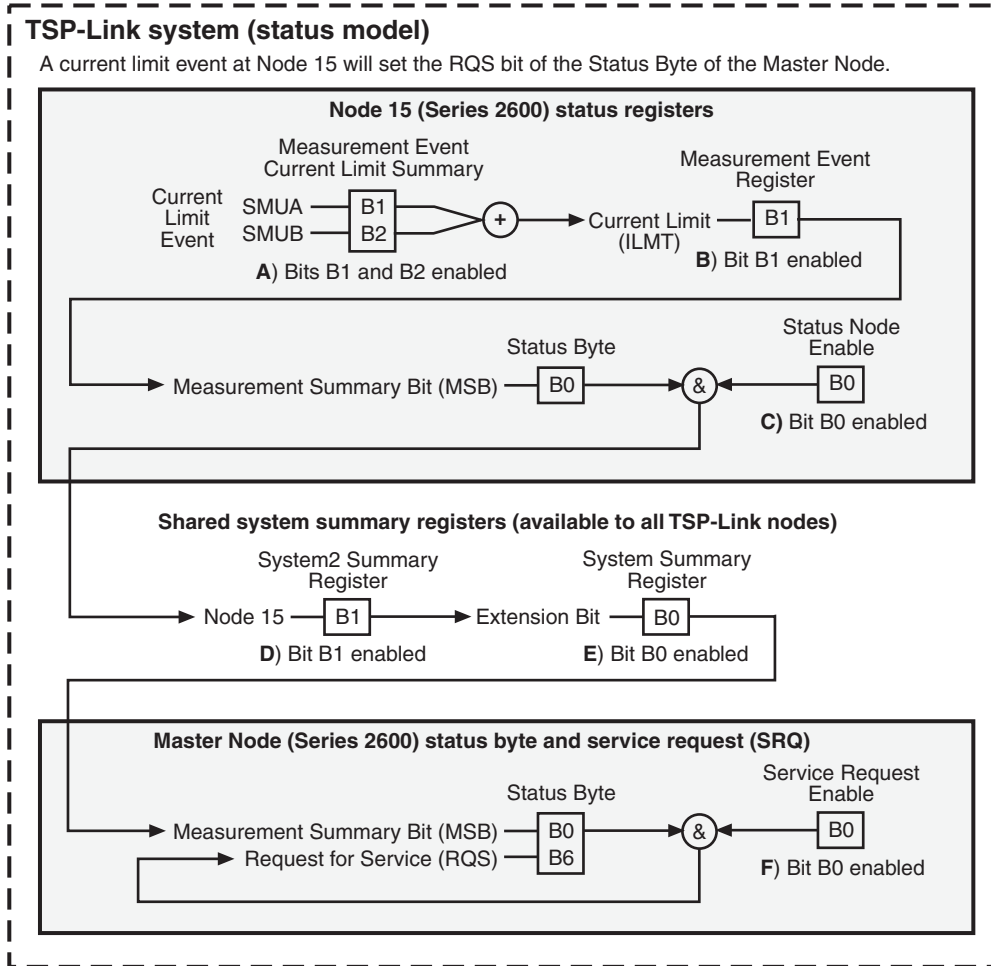 TSP-Link system (status model)
A current limit event at Node 15 will set the RQS bit of the Status Byte of the Master Node.
Node 15 (Series 2600) status registers
Measurement Event
Current Limit Summary
Measurement Event
Register
Current
Limit
Event
SMUA
B1
SMUB
B2
+
Current Limit
(ILMT)
B1
A) Bits B1 and B2 enabled
B) Bit B1 enabled
Status Byte
Status Node
Enable
Measurement Summary Bit (MSB)
B0
&
B0
C) Bit B0 enabled
Shared system summary registers (available to all TSP-Link nodes)
System2 Summary
Register
System Summary
Register
Node 15
B1
Extension Bit
B0
D) Bit B1 enabled
E) Bit B0 enabled
Master Node (Series 2600) status byte and service request (SRQ)
Status Byte
Service Request
Enable
Measurement Summary Bit (MSB)
B0
&
B0
Request for Service (RQS)
B6
F) Bit B0 enabled